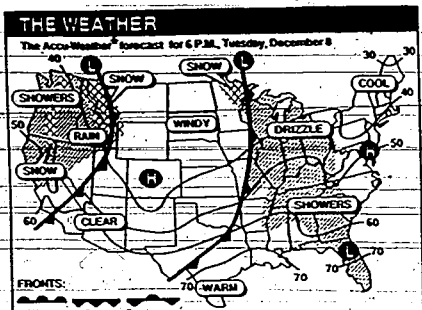 THE WEATHER
The Accu-Weather® forecast for 6 P.M., Tuesday, December 8
40 L SNOW SNOW L 30 30
SHOWERS COOL
40
50 RAIN WINDY DRIZZLE
H 50
SNOW H
SHOWERS
60 CLEAR 60
L 70
70 70
70 WARM
FRONTS: